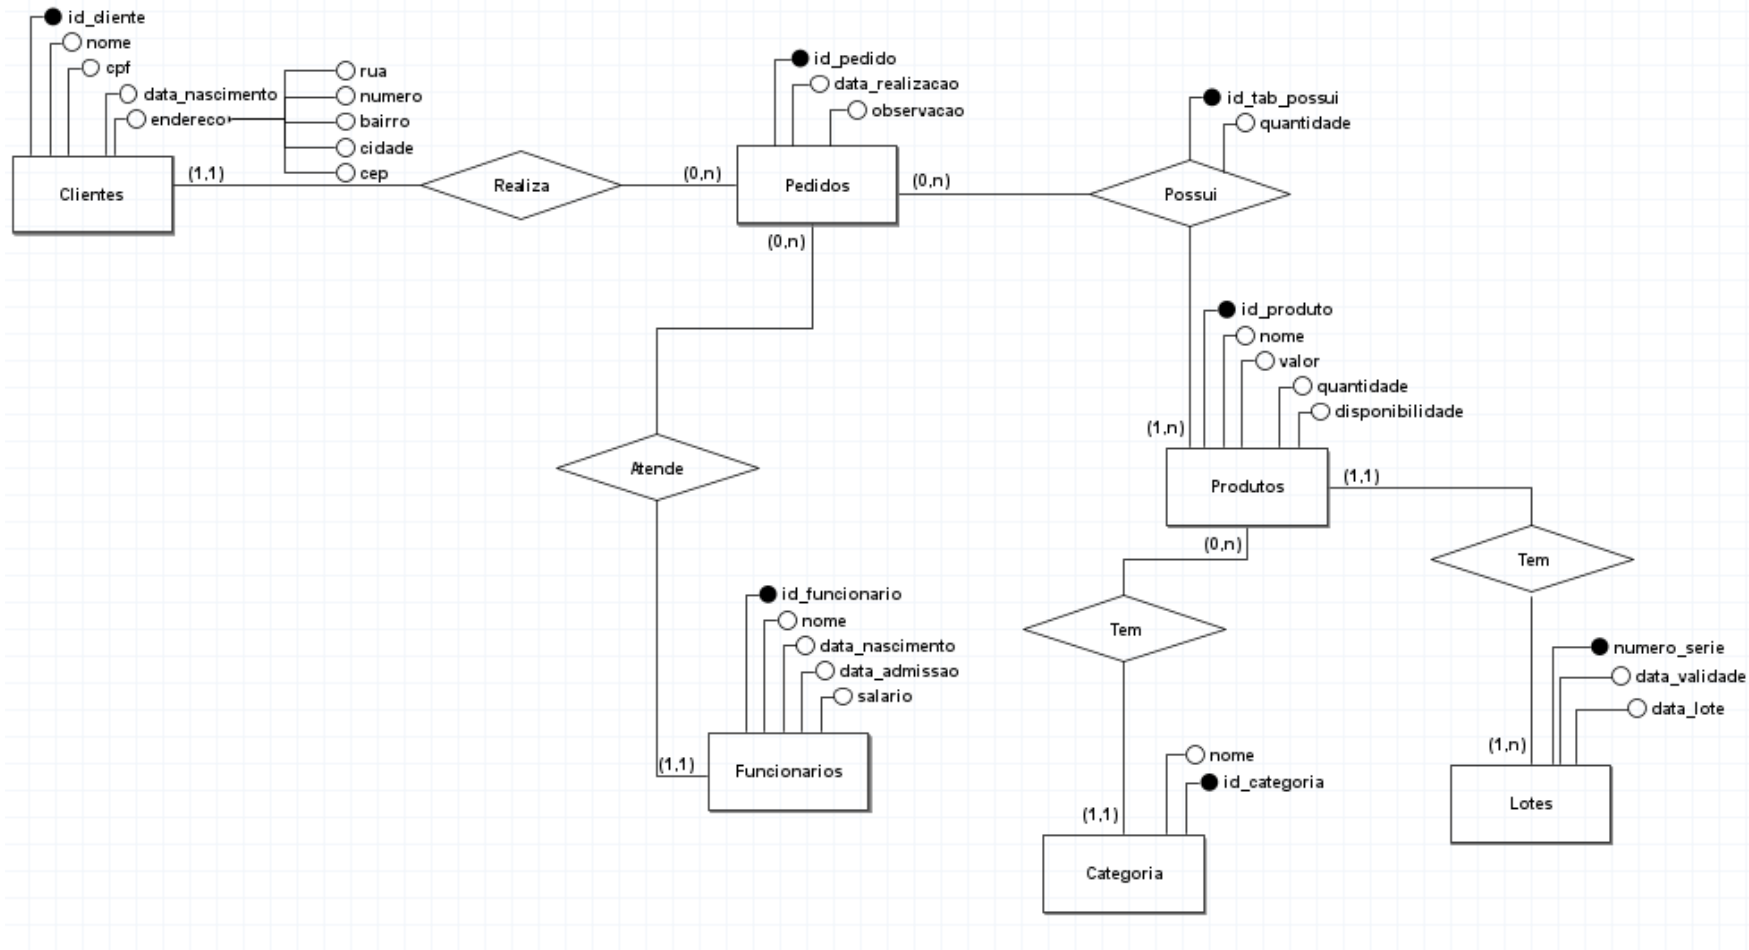 id_cliente
nome
cpf
data_nascimento
endereco
rua
numero
bairro
cidade
cep
Clientes
(1,1)
Realiza
(0,n)
id_pedido
data_realizacao
observacao
Pedidos
(0,n)
(0,n)
id_tab_possui
quantidade
Possui
(1,n)
id_produto
nome
valor
quantidade
disponibilidade
Produtos
(1,1)
(0,n)
Atende
Tem
Tem
id_funcionario
nome
data_nascimento
data_admissao
salario
(1,1)
Funcionarios
numero_serie
data_validade
data_lote
(1,n)
Lotes
nome
id_categoria
(1,1)
Categoria